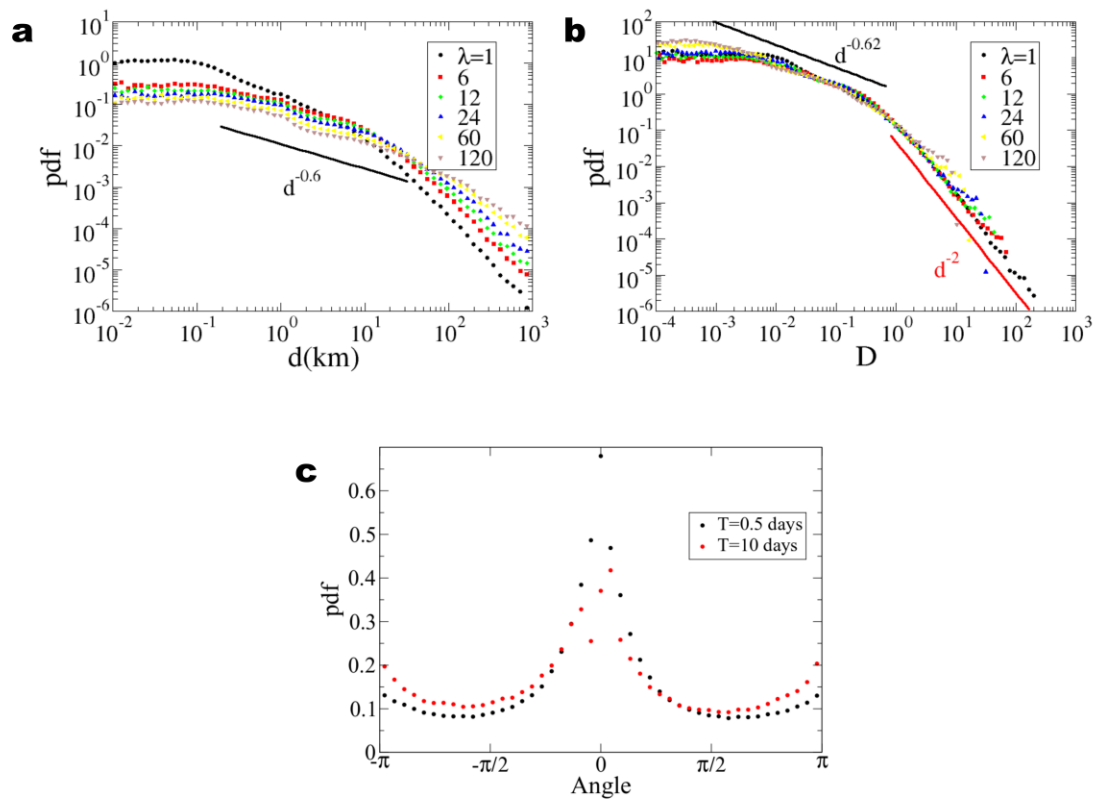 a
10^0
10^-1
10^-2
10^-3
10^-4
10^-5
10^-6
pdf
10^-2 10^-1 10^0 10^1 10^2 10^3
d(km)
d^-0.6
λ=1
6
12
24
60
120
b
10^2
10^1
10^0
10^-1
10^-2
10^-3
10^-4
10^-5
10^-6
pdf
10^-4 10^-3 10^-2 10^-1 10^0 10^1 10^2 10^3
D
d^-0.62
d^-2
λ=1
6
12
24
60
120
c
0.6
0.5
0.4
0.3
0.2
0.1
0
pdf
-π -π/2 0 π/2 π
Angle
T=0.5 days
T=10 days